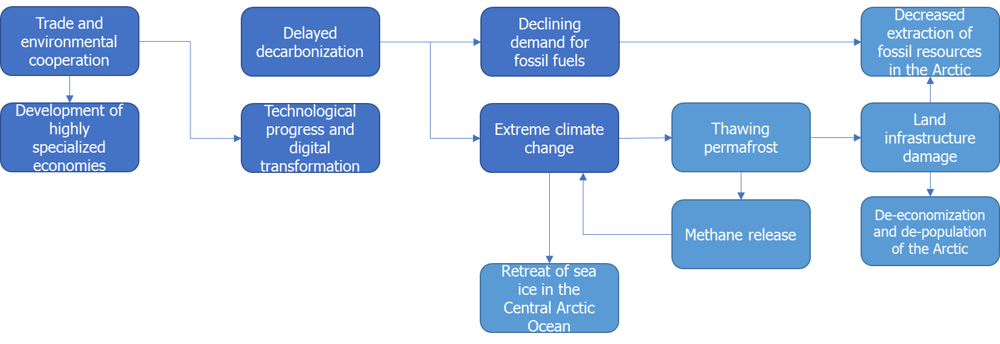 Trade and
environmental
cooperation
Delayed
decarbonization
Declining
demand for
fossil fuels
Decreased
extraction of
fossil resources
in the Arctic
Development of
highly
specialized
economies
Technological
progress and
digital
transformation
Extreme climate
change
Thawing
permafrost
Land
infrastructure
damage
Methane release
De-economization
and de-population
of the Arctic
Retreat of sea
ice in the
Central Arctic
Ocean